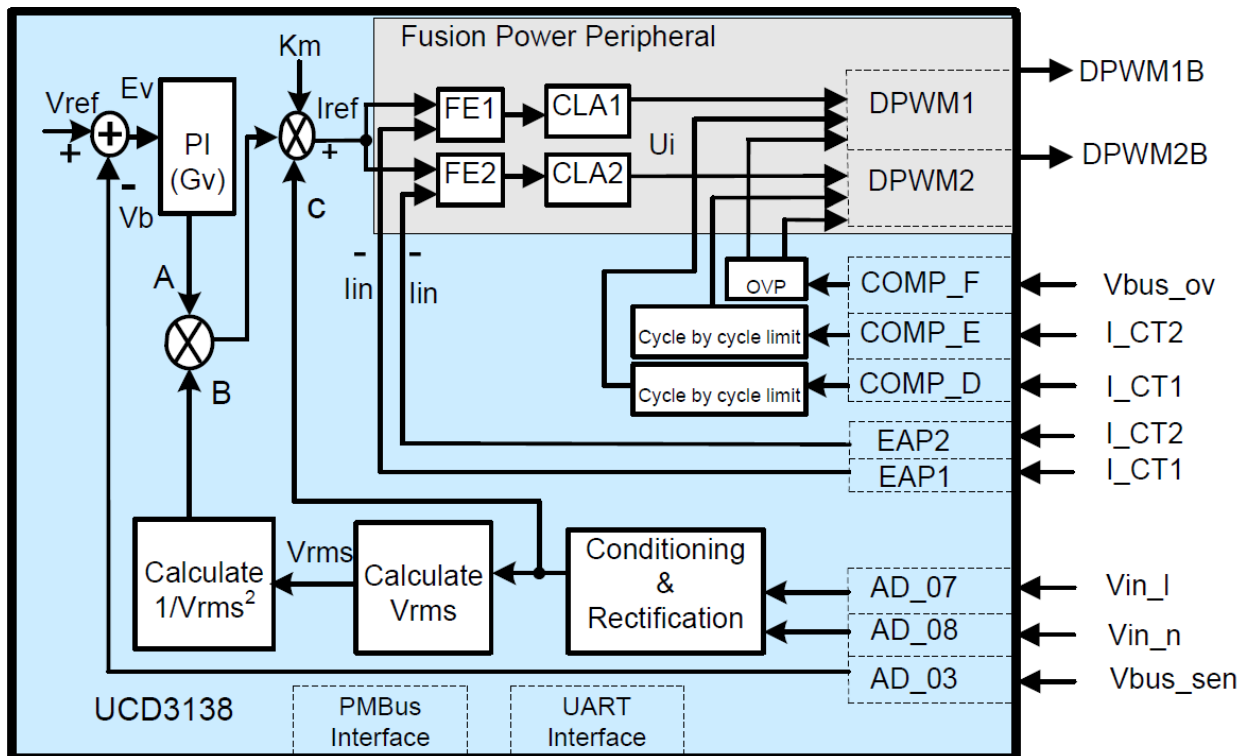 Fusion Power Peripheral
Km
DPWM1B
Vref
Ev
Iref
FE1
CLA1
DPWM1
+
+
PI
(Gv)
+
Ui
DPWM2B
FE2
CLA2
DPWM2
-
Vb
C
-
-
A
Iin
Iin
OVP
COMP_F
Vbus_ov
Cycle by cycle limit
COMP_E
I_CT2
B
Cycle by cycle limit
COMP_D
I_CT1
EAP2
I_CT2
EAP1
I_CT1
Calculate
1/Vrms²
Vrms
Calculate
Vrms
Conditioning
&
Rectification
AD_07
Vin_l
AD_08
Vin_n
AD_03
Vbus_sen
UCD3138
PMBus
Interface
UART
Interface